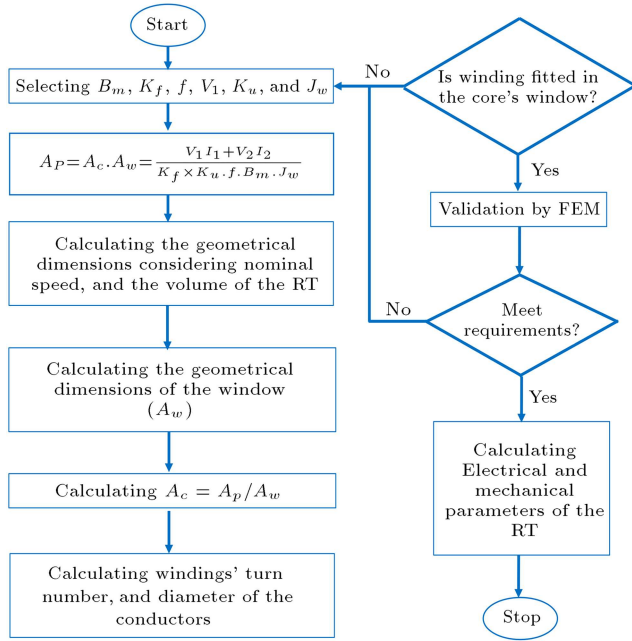 Start
Selecting B_m, K_f, f, V_1, K_u, and J_w
A_P = A_c . A_w = (V_1 I_1 + V_2 I_2) / (K_f × K_u . f . B_m . J_w)
Calculating the geometrical
dimensions considering nominal
speed, and the volume of the RT
Calculating the geometrical
dimensions of the window
(A_w)
Calculating A_c = A_p/A_w
Calculating windings' turn
number, and diameter of the
conductors
Is winding fitted in
the core's window?
No
Yes
Validation by FEM
Meet
requirements?
No
Yes
Calculating
Electrical and
mechanical
parameters of the
RT
Stop